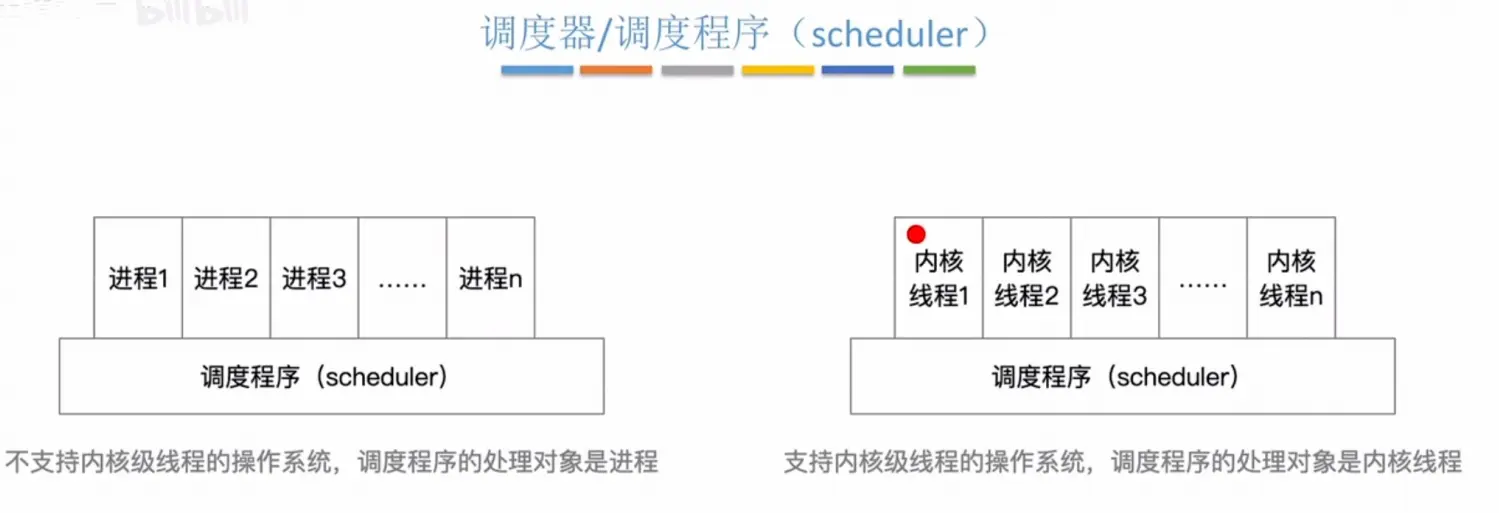 bilibili
调度器/调度程序（scheduler）
进程1 进程2 进程3 …… 进程n
调度程序（scheduler）
不支持内核级线程的操作系统，调度程序的处理对象是进程
内核 内核 内核 …… 内核
线程1 线程2 线程3 线程n
调度程序（scheduler）
支持内核级线程的操作系统，调度程序的处理对象是内核线程